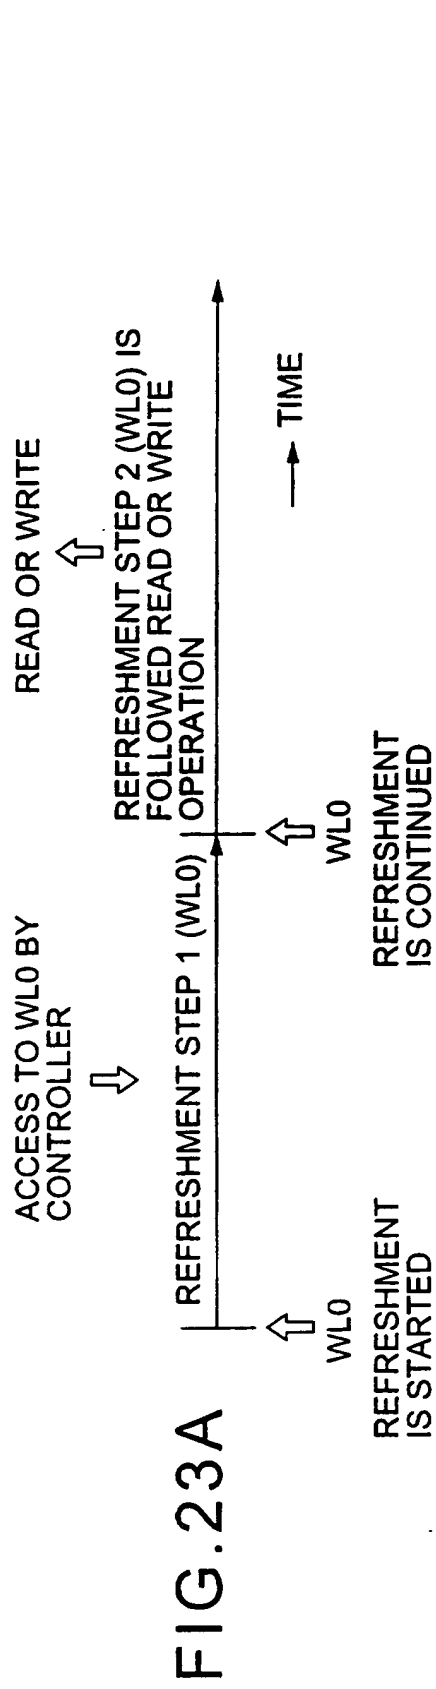 FIG.23A
ACCESS TO WL0 BY
CONTROLLER
READ OR WRITE
REFRESHMENT STEP 1 (WL0)
REFRESHMENT STEP 2 (WL0) IS
FOLLOWED READ OR WRITE
OPERATION
TIME
WL0
REFRESHMENT
IS STARTED
WL0
REFRESHMENT
IS CONTINUED